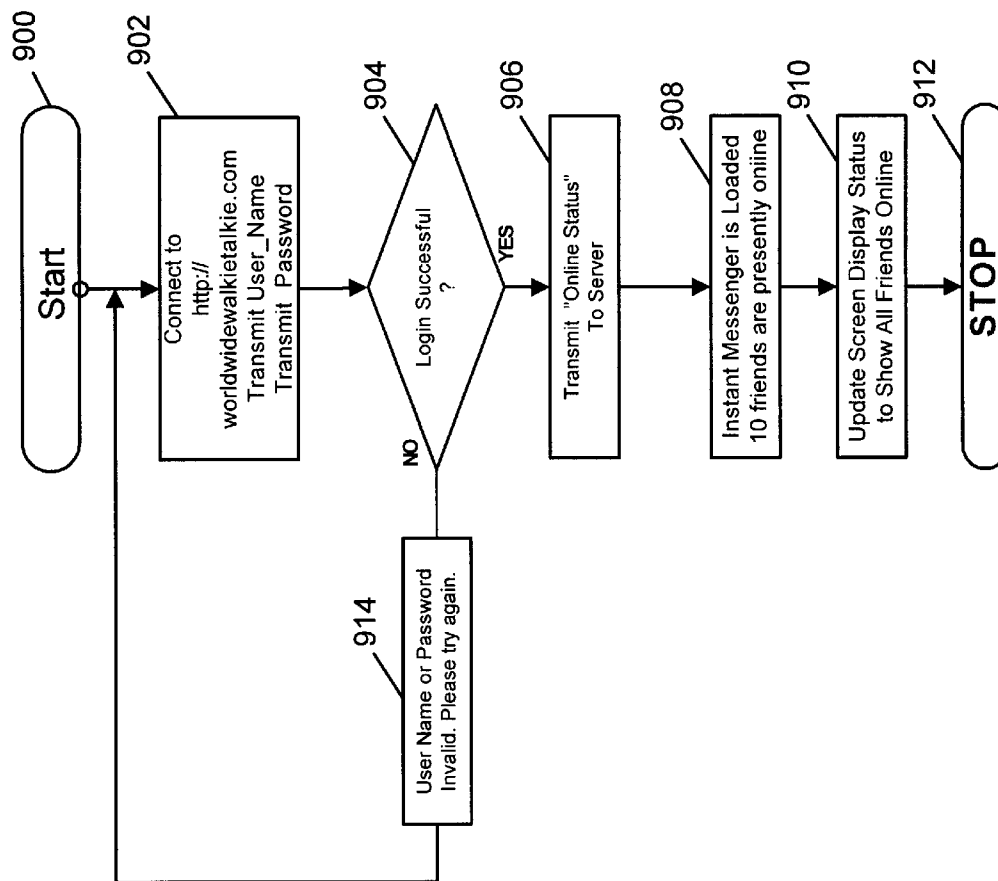 900
Start
902
Connect to
http://
worldwidewalkietalkie.com
Transmit User_Name
Transmit Password
904
Login Successful
?
NO
YES
914
User Name or Password
Invalid. Please try again.
906
Transmit "Online Status"
To Server
908
Instant Messenger is Loaded
10 friends are presently online
910
Update Screen Display Status
to Show All Friends Online
912
STOP